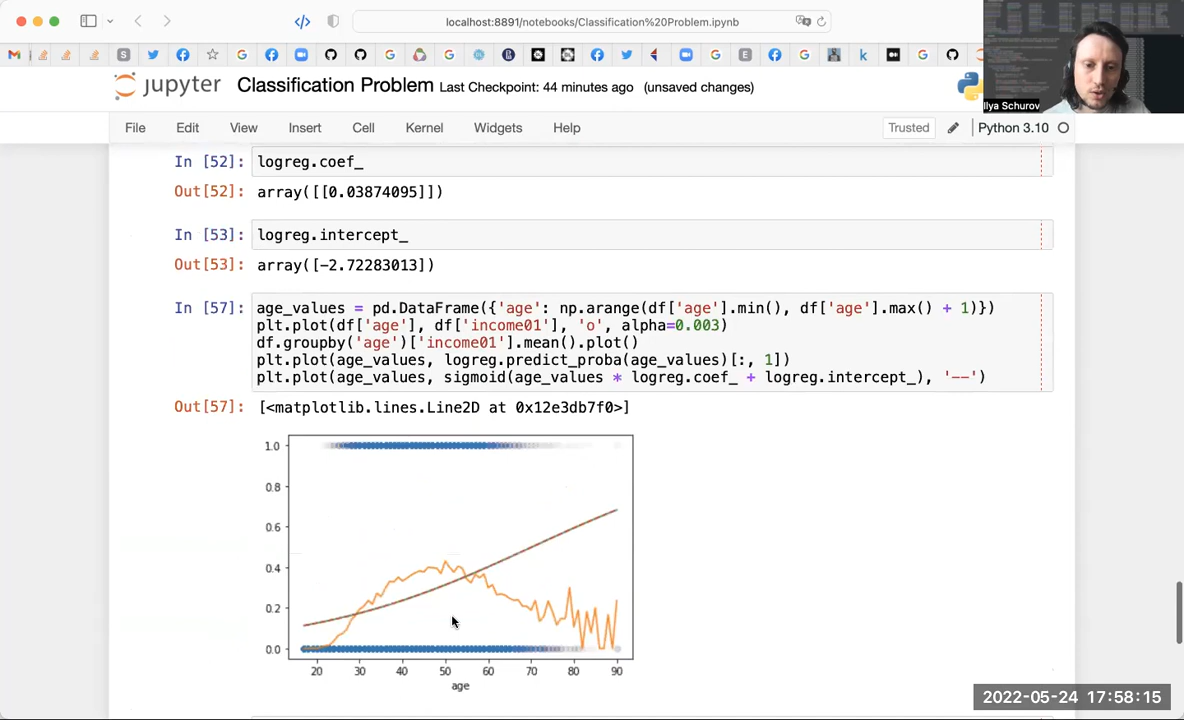 localhost:8891/notebooks/Classification%20Problem.ipynb
jupyter Classification Problem Last Checkpoint: 44 minutes ago (unsaved changes)
Ilya Schurov
File Edit View Insert Cell Kernel Widgets Help Trusted Python 3.10
In [52]: logreg.coef_
Out[52]: array([[0.03874095]])
In [53]: logreg.intercept_
Out[53]: array([-2.72283013])
In [57]: age_values = pd.DataFrame({'age': np.arange(df['age'].min(), df['age'].max() + 1)})
plt.plot(df['age'], df['income01'], 'o', alpha=0.003)
df.groupby('age')['income01'].mean().plot()
plt.plot(age_values, logreg.predict_proba(age_values)[:, 1])
plt.plot(age_values, sigmoid(age_values * logreg.coef_ + logreg.intercept_), '--')
Out[57]: [<matplotlib.lines.Line2D at 0x12e3db7f0>]
1.0
0.8
0.6
0.4
0.2
0.0
20 30 40 50 60 70 80 90
age
2022-05-24 17:58:15